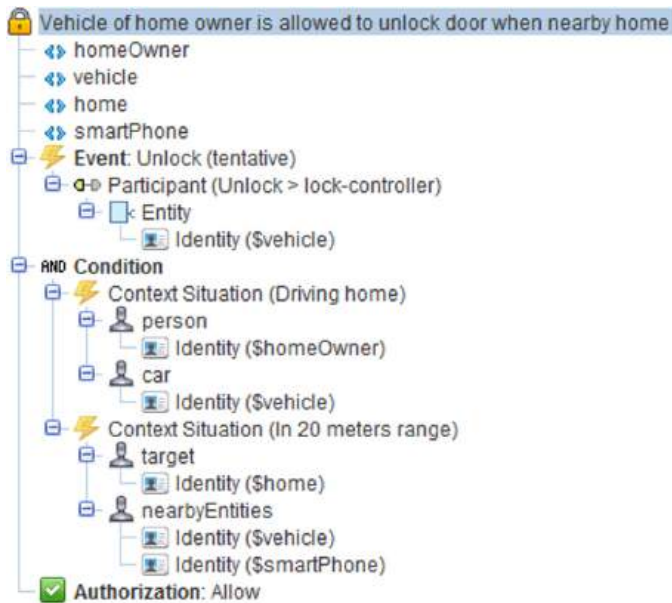 Vehicle of home owner is allowed to unlock door when nearby home
homeOwner
vehicle
home
smartPhone
Event: Unlock (tentative)
Participant (Unlock > lock-controller)
Entity
Identity ($vehicle)
AND Condition
Context Situation (Driving home)
person
Identity ($homeOwner)
car
Identity ($vehicle)
Context Situation (In 20 meters range)
target
Identity ($home)
nearbyEntities
Identity ($vehicle)
Identity ($smartPhone)
Authorization: Allow